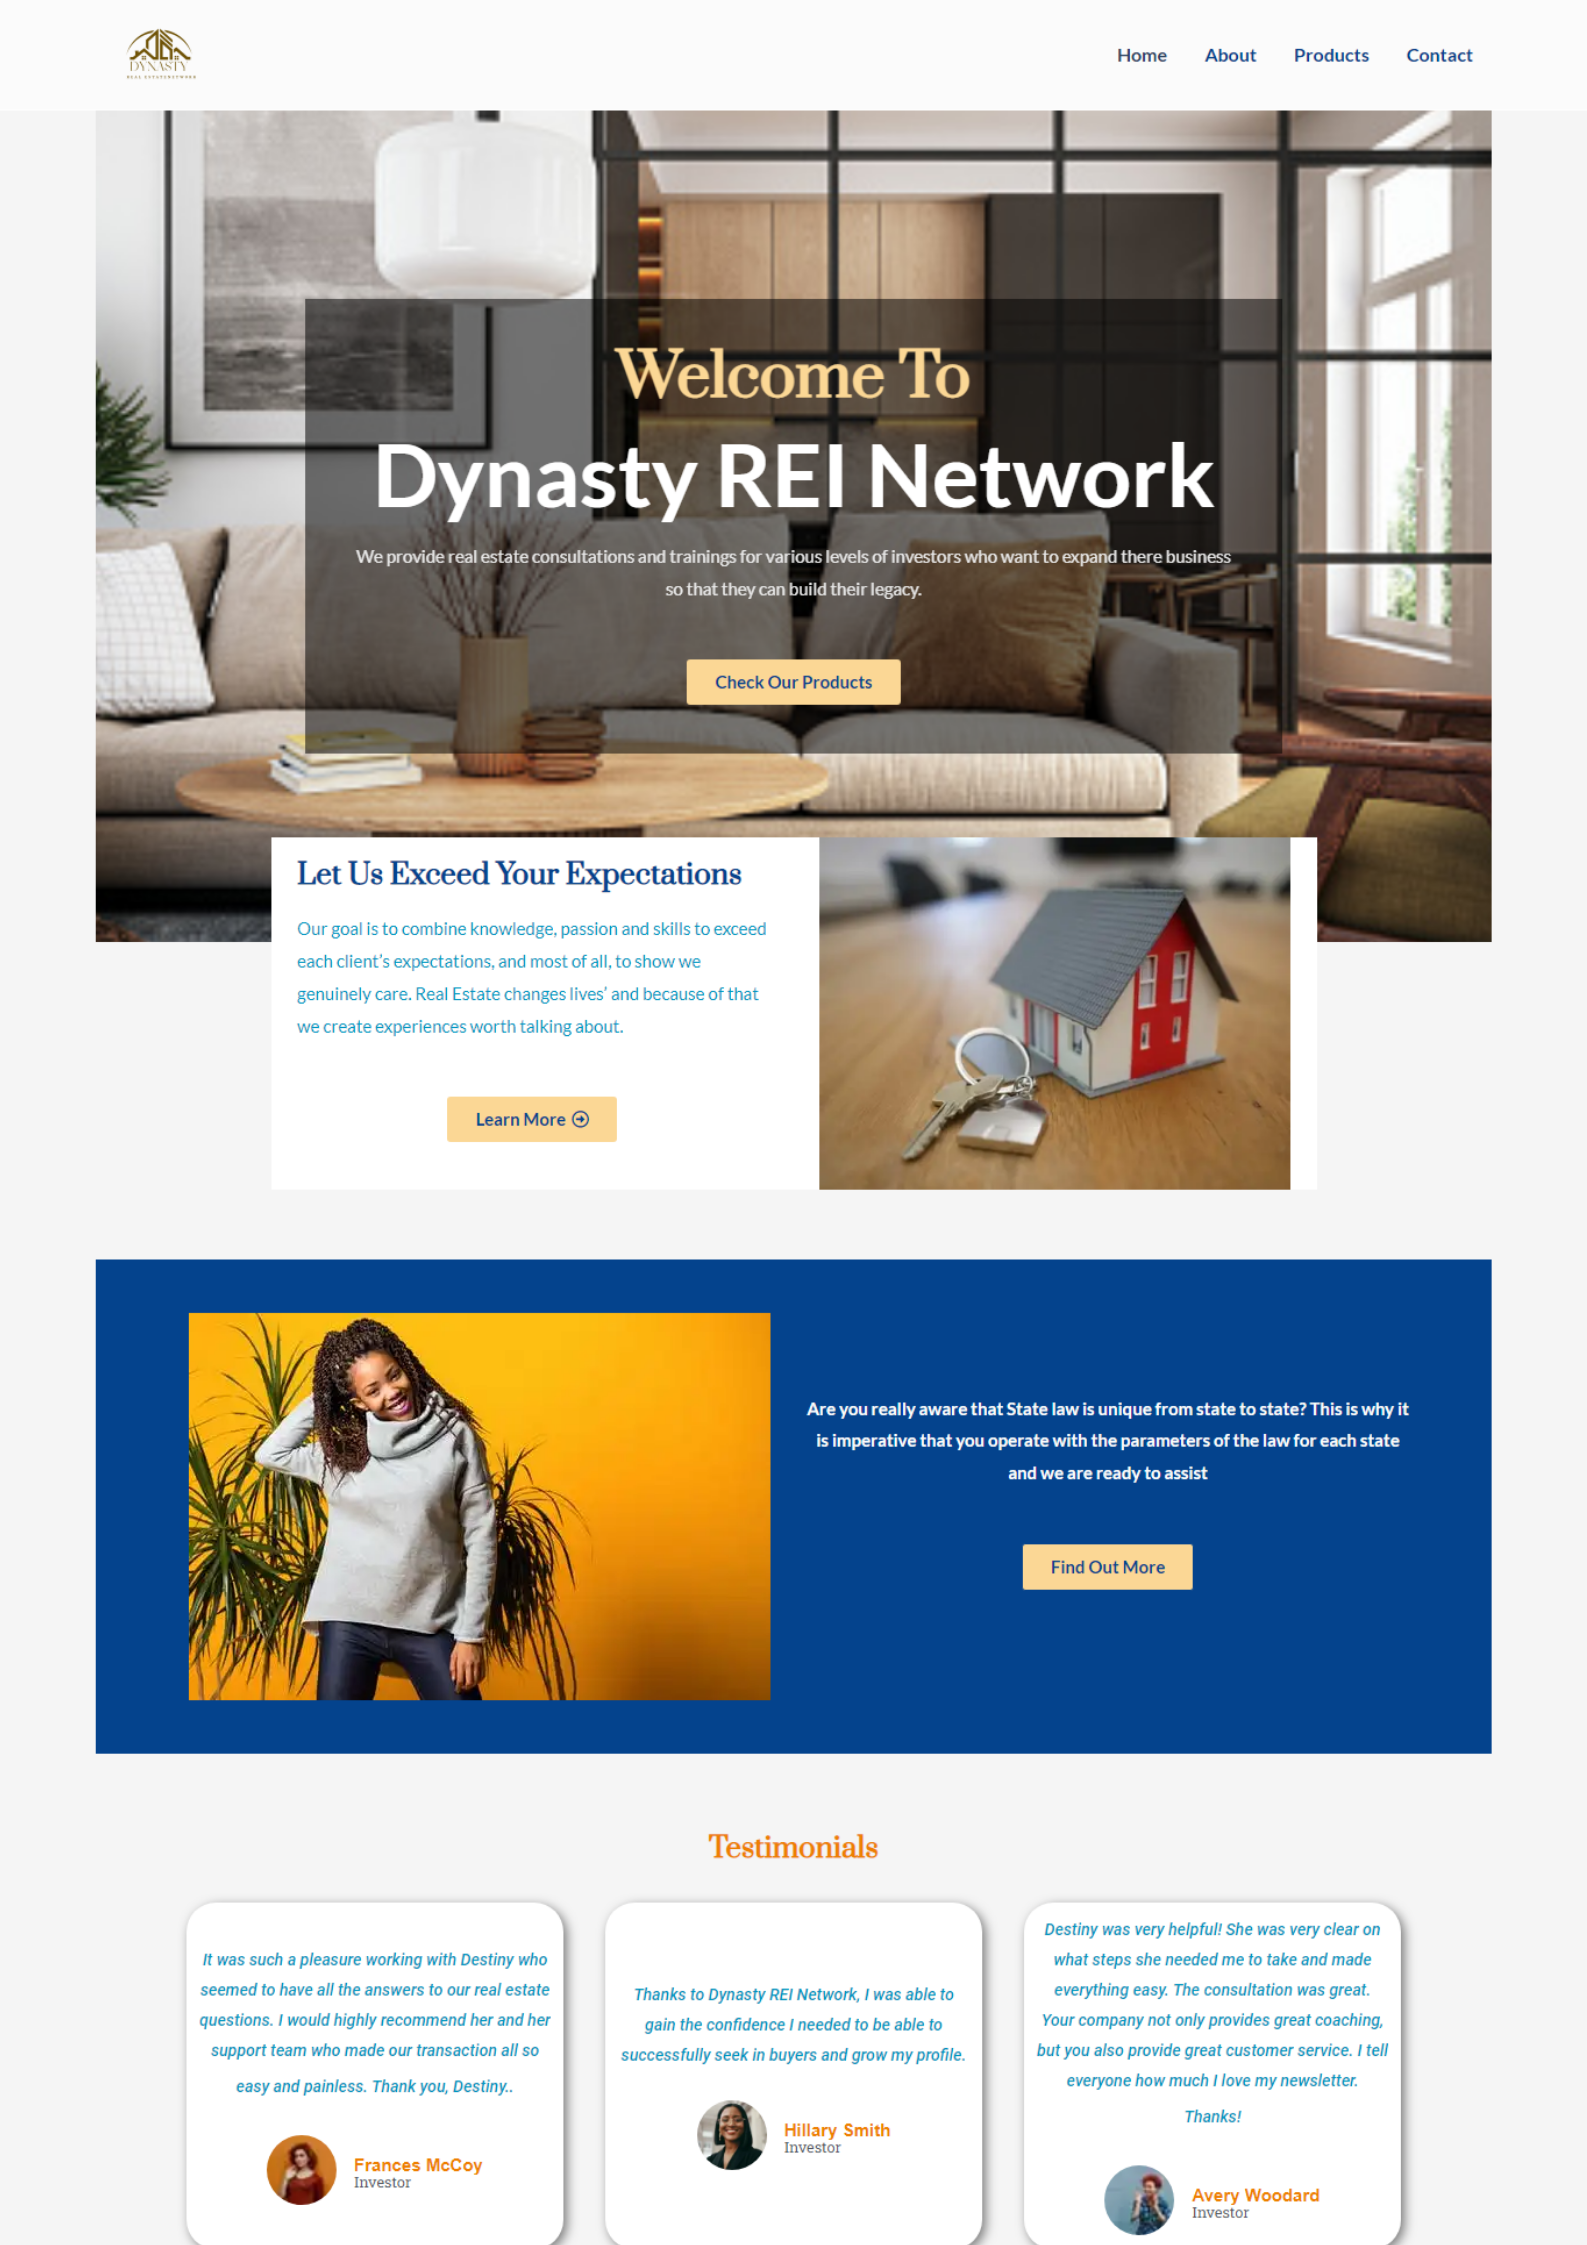 DYNASTY
REAL ESTATE NETWORK
Home About Products Contact
Welcome To
Dynasty REI Network
We provide real estate consultations and trainings for various levels of investors who want to expand there business
so that they can build their legacy.
Check Our Products
Let Us Exceed Your Expectations
Our goal is to combine knowledge, passion and skills to exceed
each client’s expectations, and most of all, to show we
genuinely care. Real Estate changes lives’ and because of that
we create experiences worth talking about.
Learn More
Are you really aware that State law is unique from state to state? This is why it
is imperative that you operate with the parameters of the law for each state
and we are ready to assist
Find Out More
Testimonials
It was such a pleasure working with Destiny who
seemed to have all the answers to our real estate
questions. I would highly recommend her and her
support team who made our transaction all so
easy and painless. Thank you, Destiny..
Frances McCoy
Investor
Thanks to Dynasty REI Network, I was able to
gain the confidence I needed to be able to
successfully seek in buyers and grow my profile.
Hillary Smith
Investor
Destiny was very helpful! She was very clear on
what steps she needed me to take and made
everything easy. The consultation was great.
Your company not only provides great coaching,
but you also provide great customer service. I tell
everyone how much I love my newsletter.
Thanks!
Avery Woodard
Investor